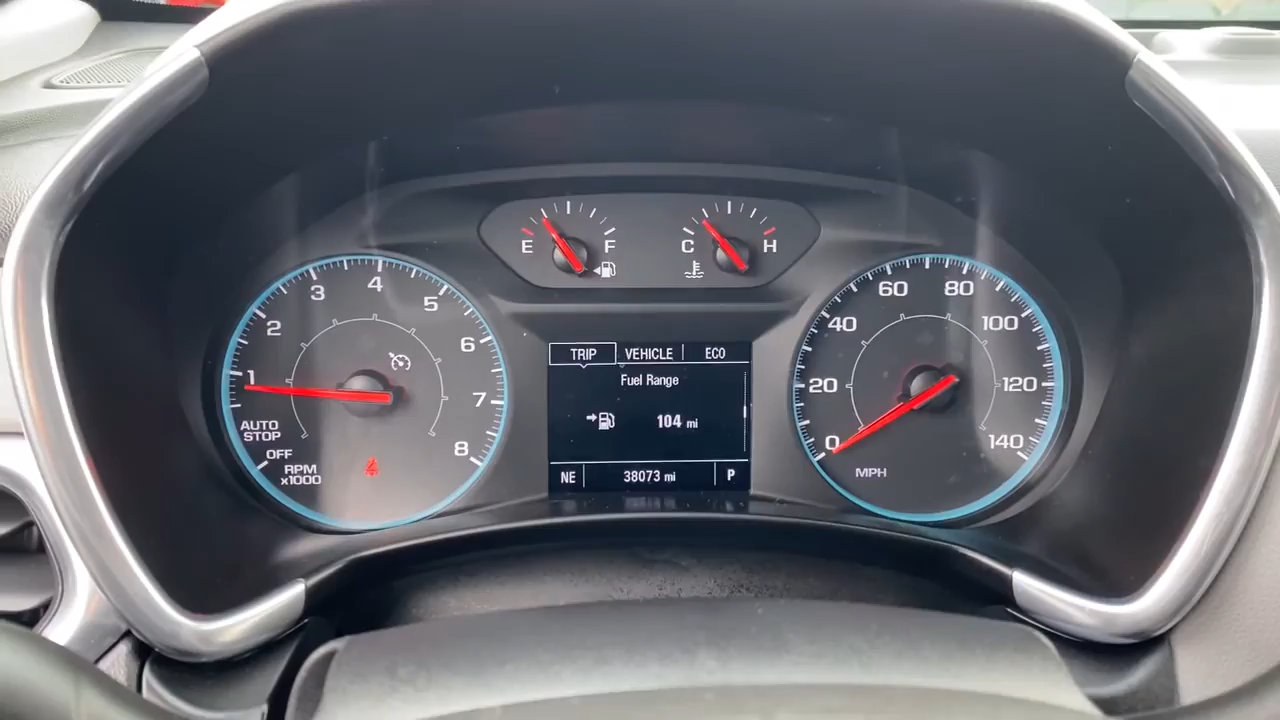 E F
C H
1
2
3
4
5
6
7
8
AUTO
STOP
OFF
RPM
x1000
TRIP VEHICLE ECO
Fuel Range
104 mi
NE 38073 mi P
0
20
40
60
80
100
120
140
MPH